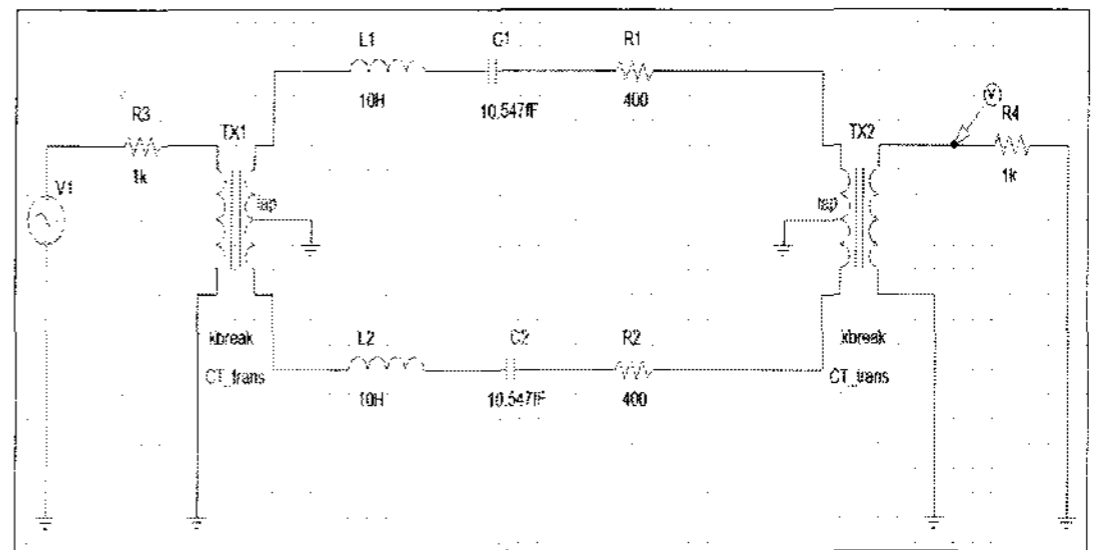 L1
C1
R1
10H
10.547fF
400
R3
TX1
1k
tap
V1
TX2
V
R4
1k
tap
kbreak
CT_trans
L2
C2
R2
10H
10.547fF
400
kbreak
CT_trans